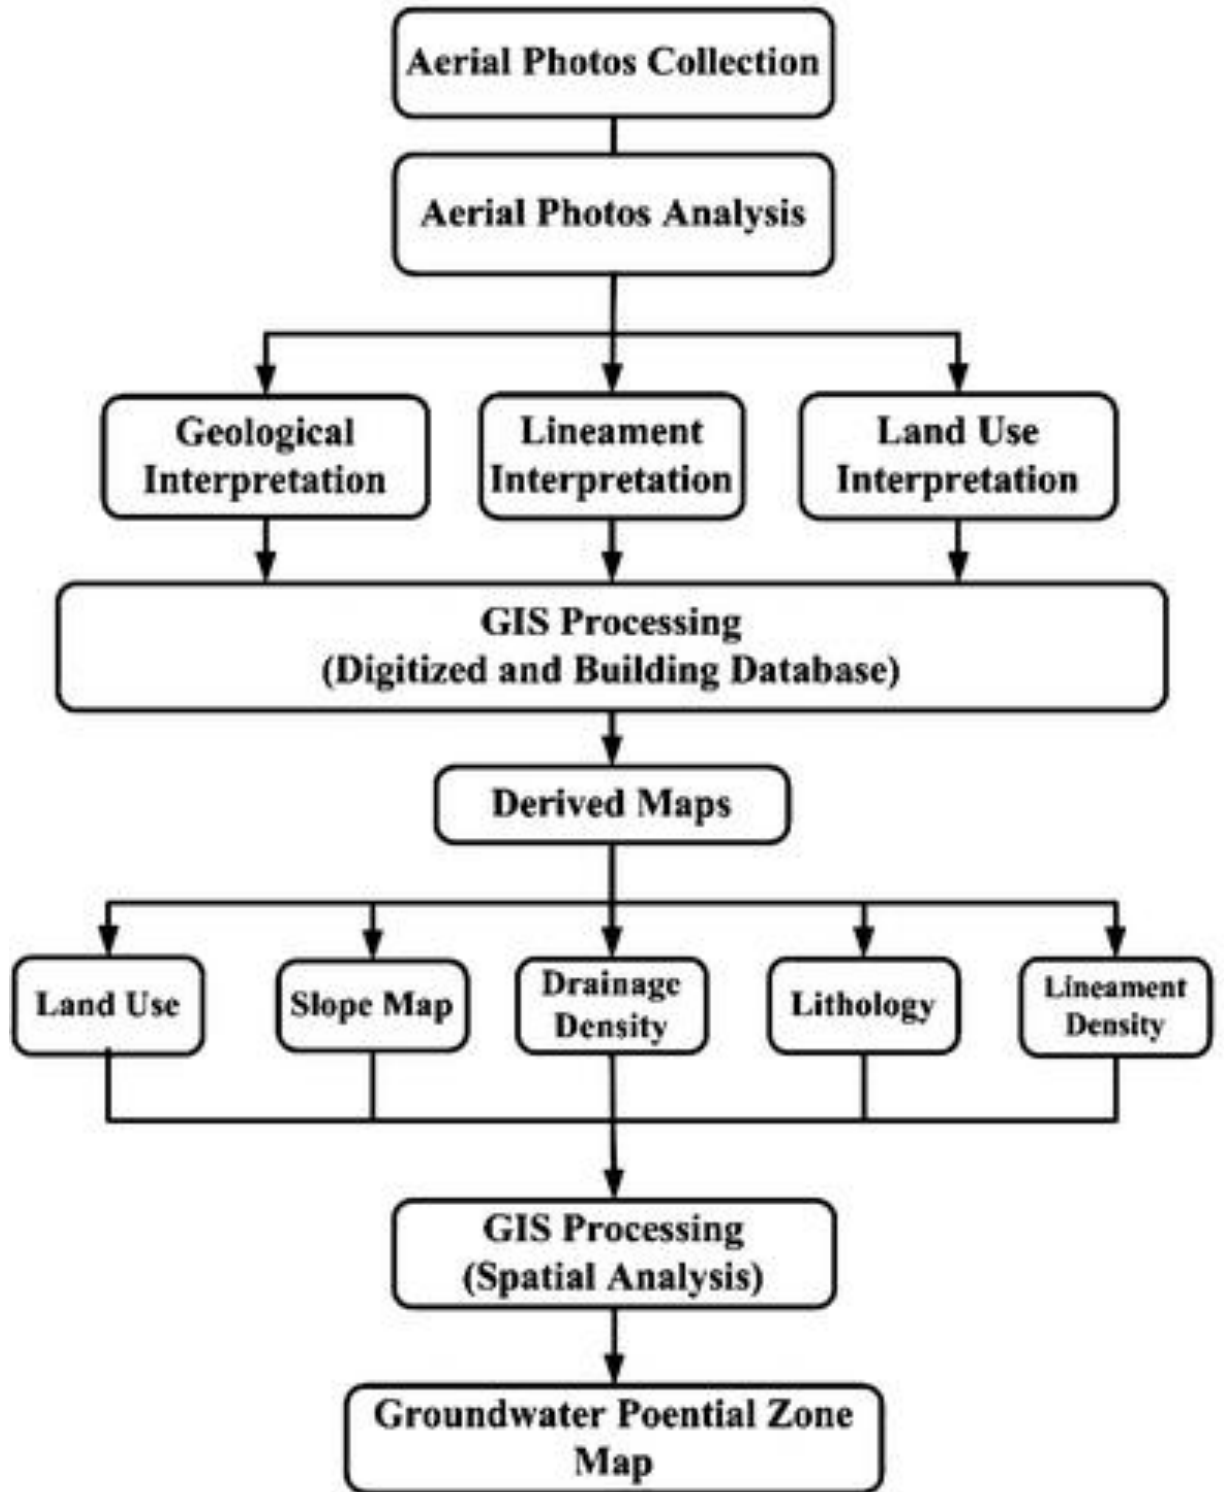 Aerial Photos Collection
Aerial Photos Analysis
Geological
Interpretation
Lineament
Interpretation
Land Use
Interpretation
GIS Processing
(Digitized and Building Database)
Derived Maps
Land Use
Slope Map
Drainage
Density
Lithology
Lineament
Density
GIS Processing
(Spatial Analysis)
Groundwater Poential Zone
Map